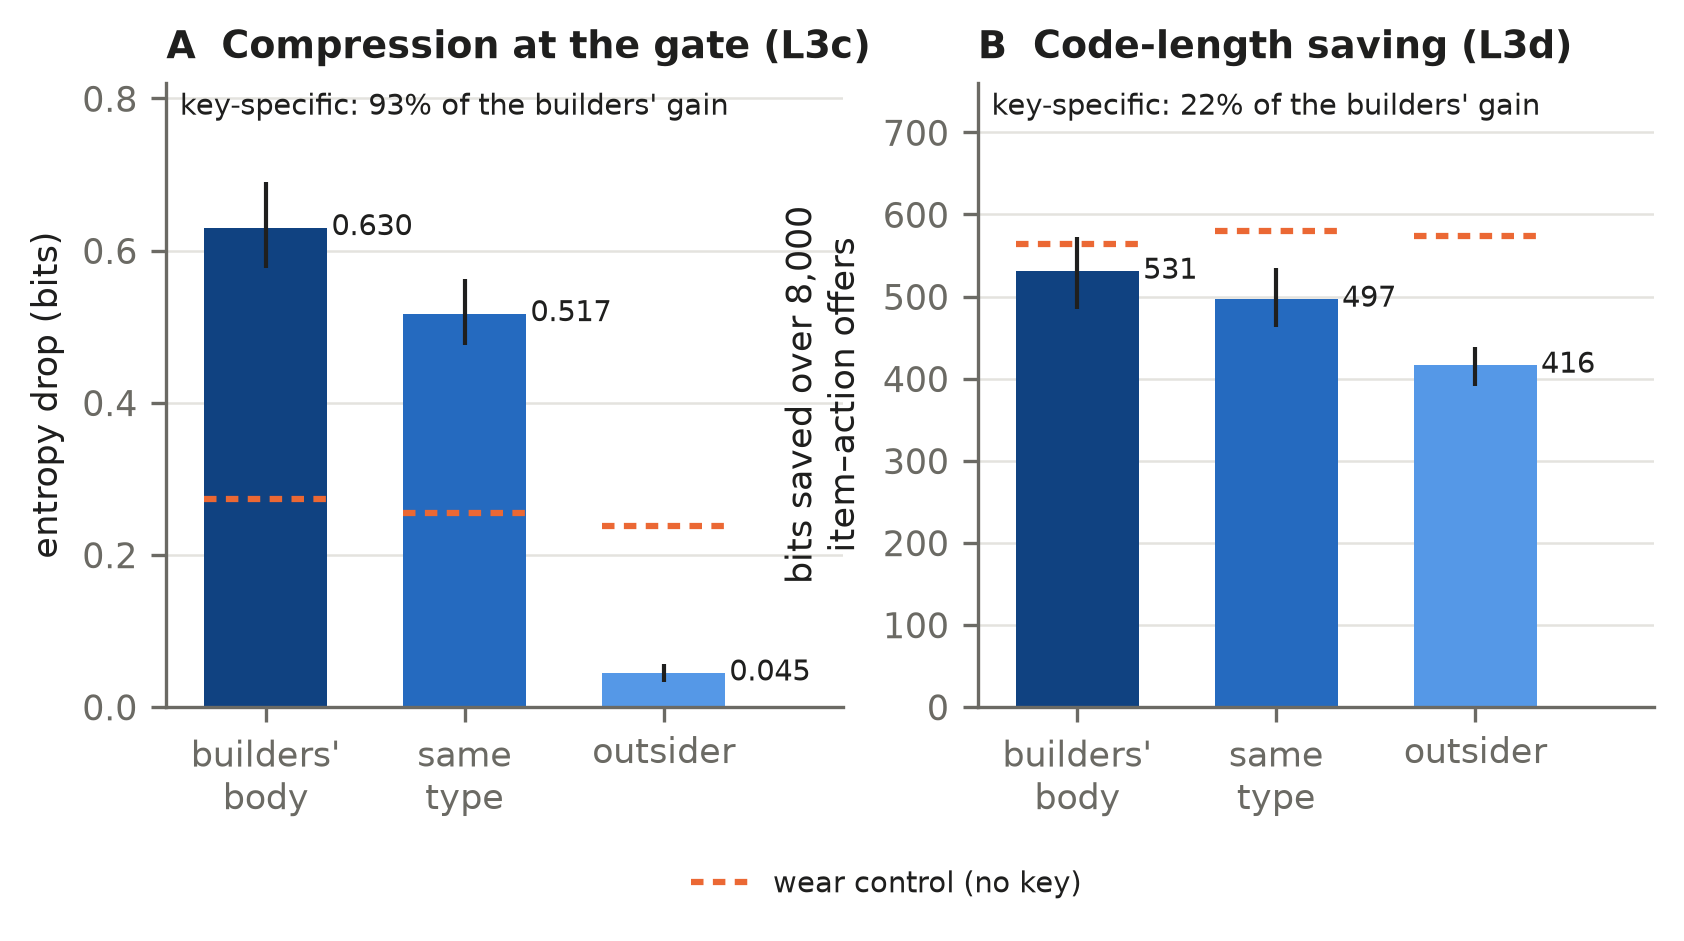 A Compression at the gate (L3c)
key-specific: 93% of the builders' gain
entropy drop (bits)
0.8
0.6
0.4
0.2
0.0
0.630
0.517
0.045
builders'
body
same
type
outsider
B Code-length saving (L3d)
key-specific: 22% of the builders' gain
bits saved over 8,000
item–action offers
700
600
500
400
300
200
100
0
531
497
416
builders'
body
same
type
outsider
wear control (no key)